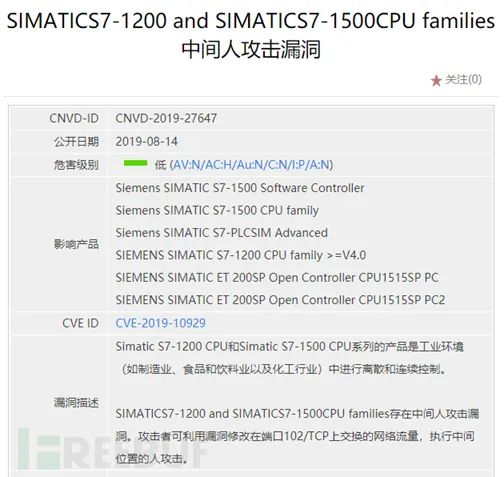 SIMATICS7-1200 and SIMATICS7-1500CPU families
中间人攻击漏洞
★ 关注(0)
CNVD-ID CNVD-2019-27647
公开日期 2019-08-14
危害级别 低 (AV:N/AC:H/Au:N/C:N/I:P/A:N)
影响产品
Siemens SIMATIC S7-1500 Software Controller
Siemens SIMATIC S7-1500 CPU family
Siemens SIMATIC S7-PLCSIM Advanced
SIEMENS SIMATIC S7-1200 CPU family >=V4.0
SIEMENS SIMATIC ET 200SP Open Controller CPU1515SP PC
SIEMENS SIMATIC ET 200SP Open Controller CPU1515SP PC2
CVE ID CVE-2019-10929
漏洞描述
Simatic S7-1200 CPU和Simatic S7-1500 CPU系列的产品是工业环境
（如制造业、食品和饮料业以及化工行业）中进行离散和连续控制。
SIMATICS7-1200 and SIMATICS7-1500CPU families存在中间人攻击漏
洞。攻击者可利用漏洞修改在端口102/TCP上交换的网络流量，执行中间
位置的人攻击。
FREEBUF